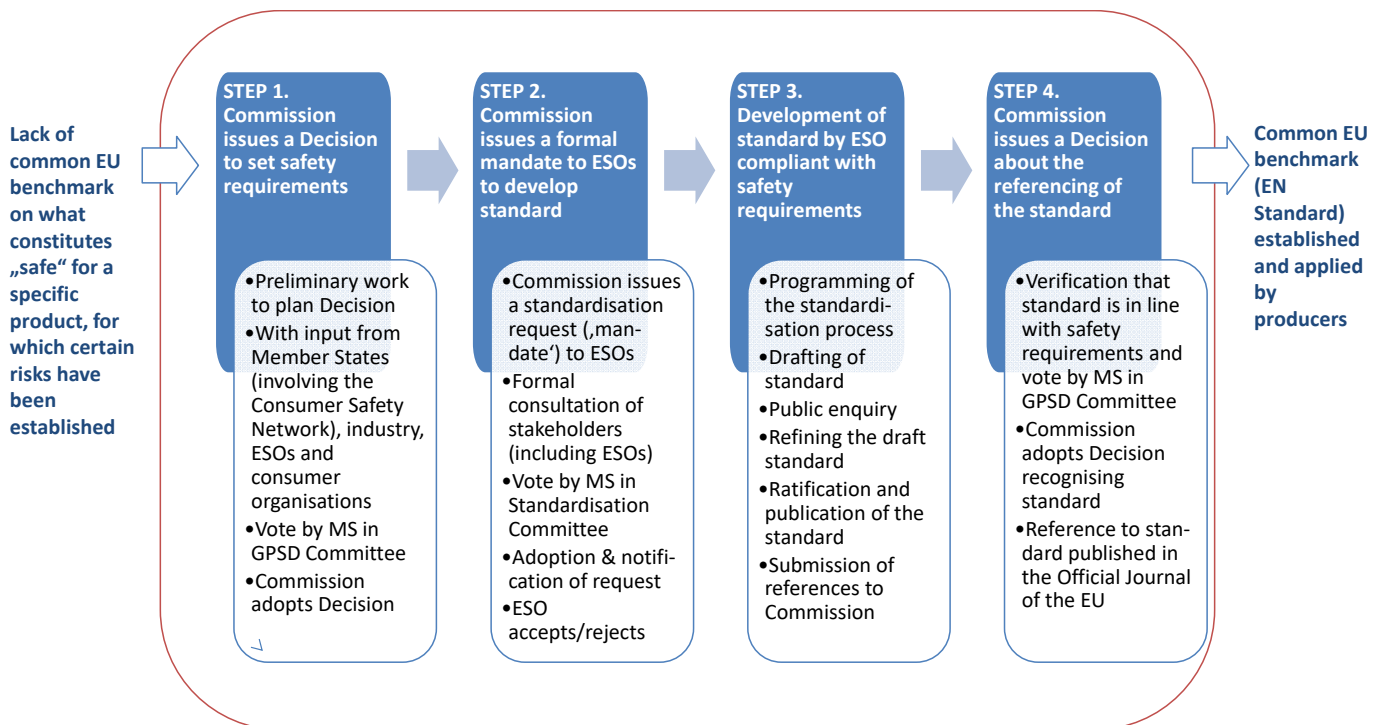 Lack of
common EU
benchmark
on what
constitutes
„safe“ for a
specific
product, for
which certain
risks have
been
established
STEP 1.
Commission
issues a Decision
to set safety
requirements
•Preliminary work
to plan Decision
•With input from
Member States
(involving the
Consumer Safety
Network), industry,
ESOs and
consumer
organisations
•Vote by MS in
GPSD Committee
•Commission
adopts Decision
STEP 2.
Commission
issues a formal
mandate to ESOs
to develop
standard
•Commission issues
a standardisation
request (‚man-
date‘) to ESOs
•Formal
consultation of
stakeholders
(including ESOs)
•Vote by MS in
Standardisation
Committee
•Adoption & notifi-
cation of request
•ESO
accepts/rejects
STEP 3.
Development of
standard by ESO
compliant with
safety
requirements
•Programming of
the standardi-
sation process
•Drafting of
standard
•Public enquiry
•Refining the draft
standard
•Ratification and
publication of the
standard
•Submission of
references to
Commission
STEP 4.
Commission
issues a Decision
about the
referencing of
the standard
•Verification that
standard is in line
with safety
requirements and
vote by MS in
GPSD Committee
•Commission
adopts Decision
recognising
standard
•Reference to stan-
dard published in
the Official Journal
of the EU
Common EU
benchmark
(EN
Standard)
established
and applied
by
producers